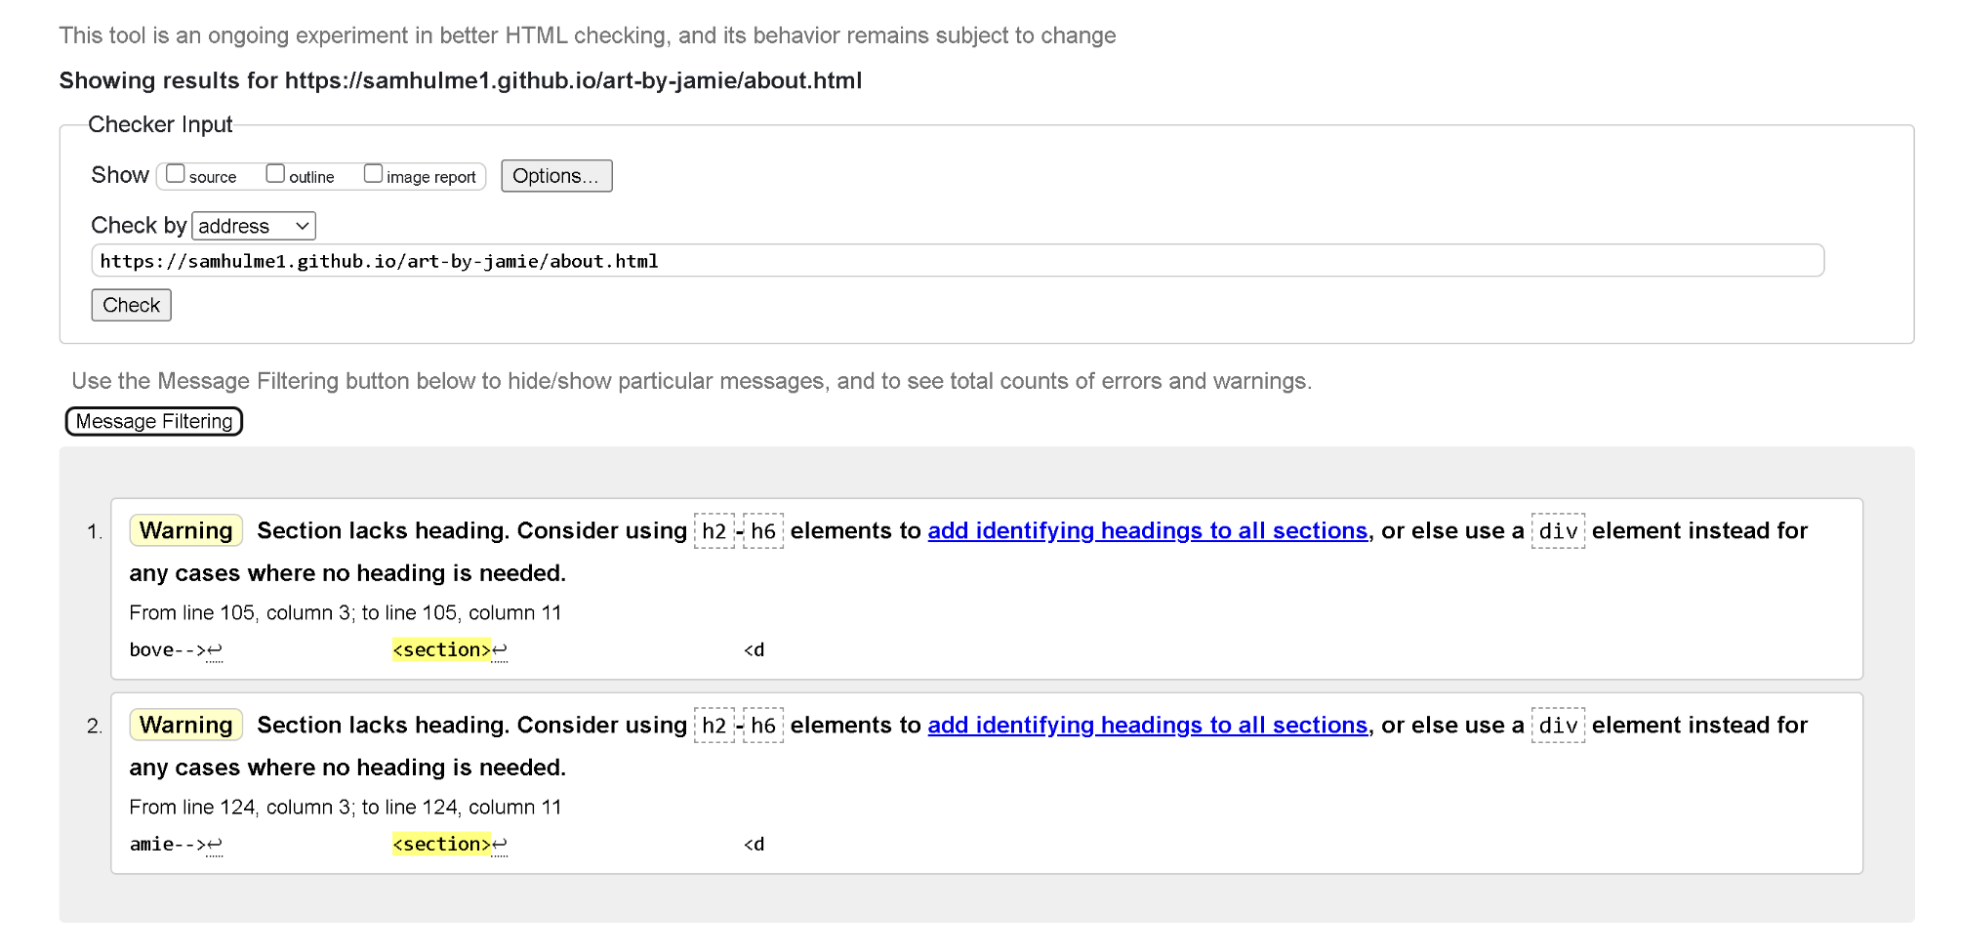 This tool is an ongoing experiment in better HTML checking, and its behavior remains subject to change
Showing results for https://samhulme1.github.io/art-by-jamie/about.html
Checker Input
Show source outline image report Options...
Check by address
https://samhulme1.github.io/art-by-jamie/about.html
Check
Use the Message Filtering button below to hide/show particular messages, and to see total counts of errors and warnings.
Message Filtering
1. Warning Section lacks heading. Consider using h2-h6 elements to add identifying headings to all sections, or else use a div element instead for
any cases where no heading is needed.
From line 105, column 3; to line 105, column 11
bove-->↩ <section>↩ <d
2. Warning Section lacks heading. Consider using h2-h6 elements to add identifying headings to all sections, or else use a div element instead for
any cases where no heading is needed.
From line 124, column 3; to line 124, column 11
amie-->↩ <section>↩ <d